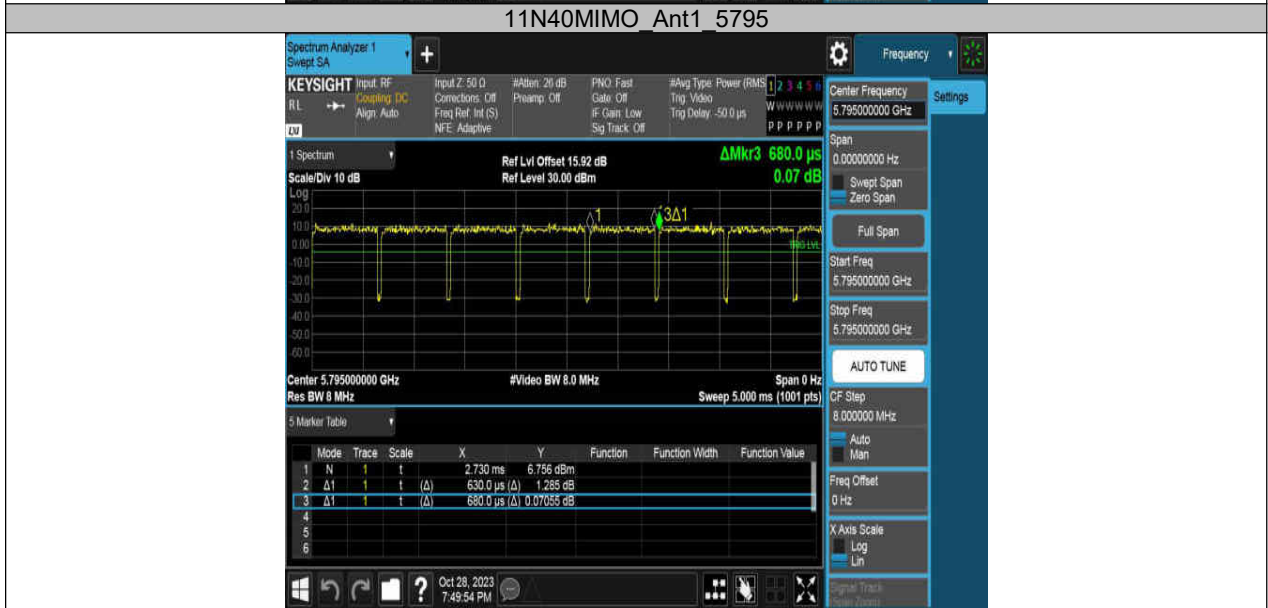 11N40MIMO_Ant1_5795
Spectrum Analyzer 1
Swept SA
+
Frequency
KEYSIGHT
RL
LXI
Input: RF
Coupling: DC
Align: Auto
Input Z: 50 Ω
Corrections: Off
Freq Ref: Int (S)
NFE: Adaptive
#Atten: 26 dB
Preamp: Off
PNO: Fast
Gate: Off
IF Gain: Low
Sig Track: Off
#Avg Type: Power (RMS
Trig: Video
Trig Delay: -50.0 µs
1 2 3 4 5 6
W W W W W W
P P P P P P
Center Frequency
5.795000000 GHz
Settings
1 Spectrum
Scale/Div 10 dB
Ref Lvl Offset 15.92 dB
Ref Level 30.00 dBm
ΔMkr3 680.0 µs
0.07 dB
Span
0.00000000 Hz
Swept Span
Zero Span
Full Span
Log
20.0
10.0
0.00
-10.0
-20.0
-30.0
-40.0
-50.0
-60.0
1
3Δ1
TRIG LVL
Start Freq
5.795000000 GHz
Stop Freq
5.795000000 GHz
AUTO TUNE
Center 5.795000000 GHz
#Video BW 8.0 MHz
Span 0 Hz
Res BW 8 MHz
Sweep 5.000 ms (1001 pts)
CF Step
8.000000 MHz
Auto
Man
5 Marker Table
Mode Trace Scale X Y Function Function Width Function Value
1 N 1 t 2.730 ms 6.756 dBm
2 Δ1 1 t (Δ) 630.0 µs (Δ) 1.285 dB
3 Δ1 1 t (Δ) 680.0 µs (Δ) 0.07055 dB
4
5
6
Freq Offset
0 Hz
X Axis Scale
Log
Lin
Signal Track
(Span Zoom)
?
Oct 28, 2023
7:49:54 PM